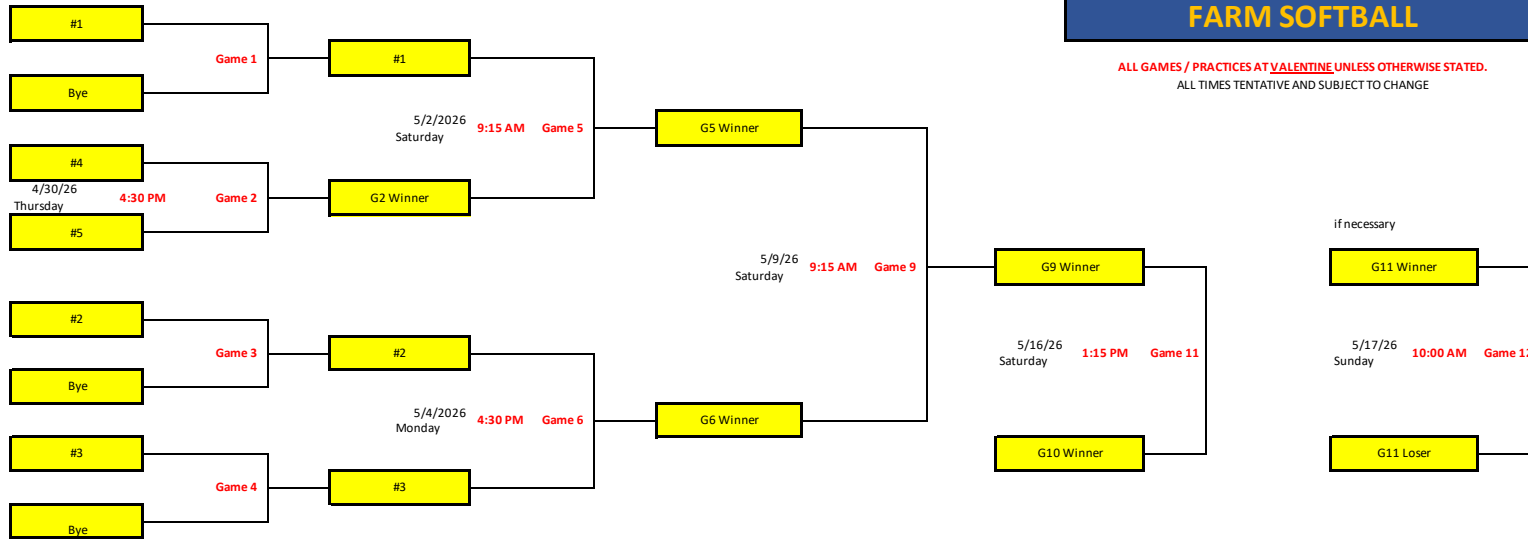 FARM SOFTBALL
ALL GAMES / PRACTICES AT VALENTINE UNLESS OTHERWISE STATED.
ALL TIMES TENTATIVE AND SUBJECT TO CHANGE
#1
Game 1
Bye
#4
4/30/26
Thursday
4:30 PM
Game 2
#5
#2
Game 3
Bye
#3
Game 4
Bye
#1
5/2/2026
Saturday
9:15 AM
Game 5
G2 Winner
#2
5/4/2026
Monday
4:30 PM
Game 6
#3
G5 Winner
5/9/26
Saturday
9:15 AM
Game 9
G6 Winner
G9 Winner
5/16/26
Saturday
1:15 PM
Game 11
G10 Winner
if necessary
G11 Winner
5/17/26
Sunday
10:00 AM
Game 12
G11 Loser